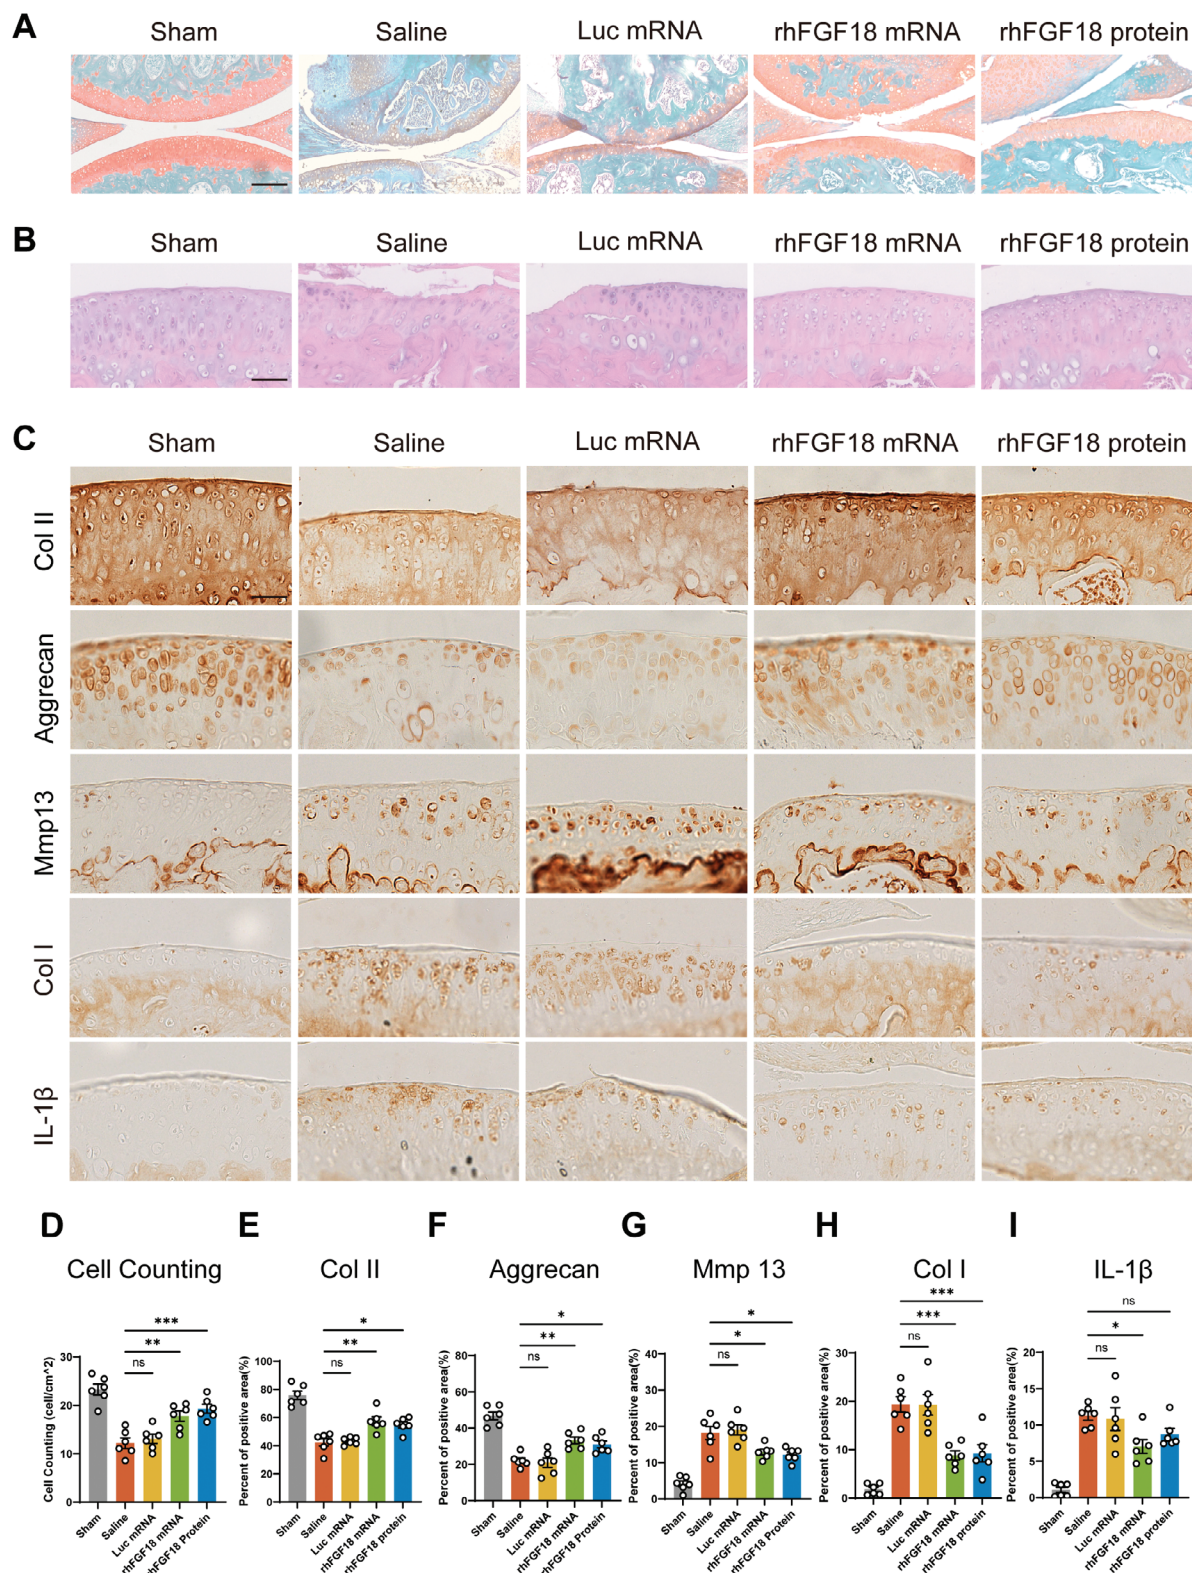 A
Sham Saline Luc mRNA rhFGF18 mRNA rhFGF18 protein
B
Sham Saline Luc mRNA rhFGF18 mRNA rhFGF18 protein
C
Sham Saline Luc mRNA rhFGF18 mRNA rhFGF18 protein
Col II
Aggrecan
Mmp13
Col I
IL-1β
D
Cell Counting
***
**
ns
Cell Counting (cell/cm^2)
30
20
10
0
Sham Saline Luc mRNA rhFGF18 mRNA rhFGF18 Protein
E
Col II
*
**
ns
Percent of positive area(%)
100
80
60
40
20
0
Sham Saline Luc mRNA rhFGF18 mRNA rhFGF18 protein
F
Aggrecan
*
**
ns
Percent of positive area(%)
80
60
40
20
0
Sham Saline Luc mRNA rhFGF18 mRNA rhFGF18 Protein
G
Mmp 13
*
*
ns
Percent of positive area(%)
40
30
20
10
0
Sham Saline Luc mRNA rhFGF18 mRNA rhFGF18 Protein
H
Col I
***
***
ns
Percent of positive area(%)
30
20
10
0
Sham Saline Luc mRNA rhFGF18 mRNA rhFGF18 protein
I
IL-1β
ns
*
ns
Percent of positive area(%)
20
15
10
5
0
Sham Saline Luc mRNA rhFGF18 mRNA rhFGF18 protein